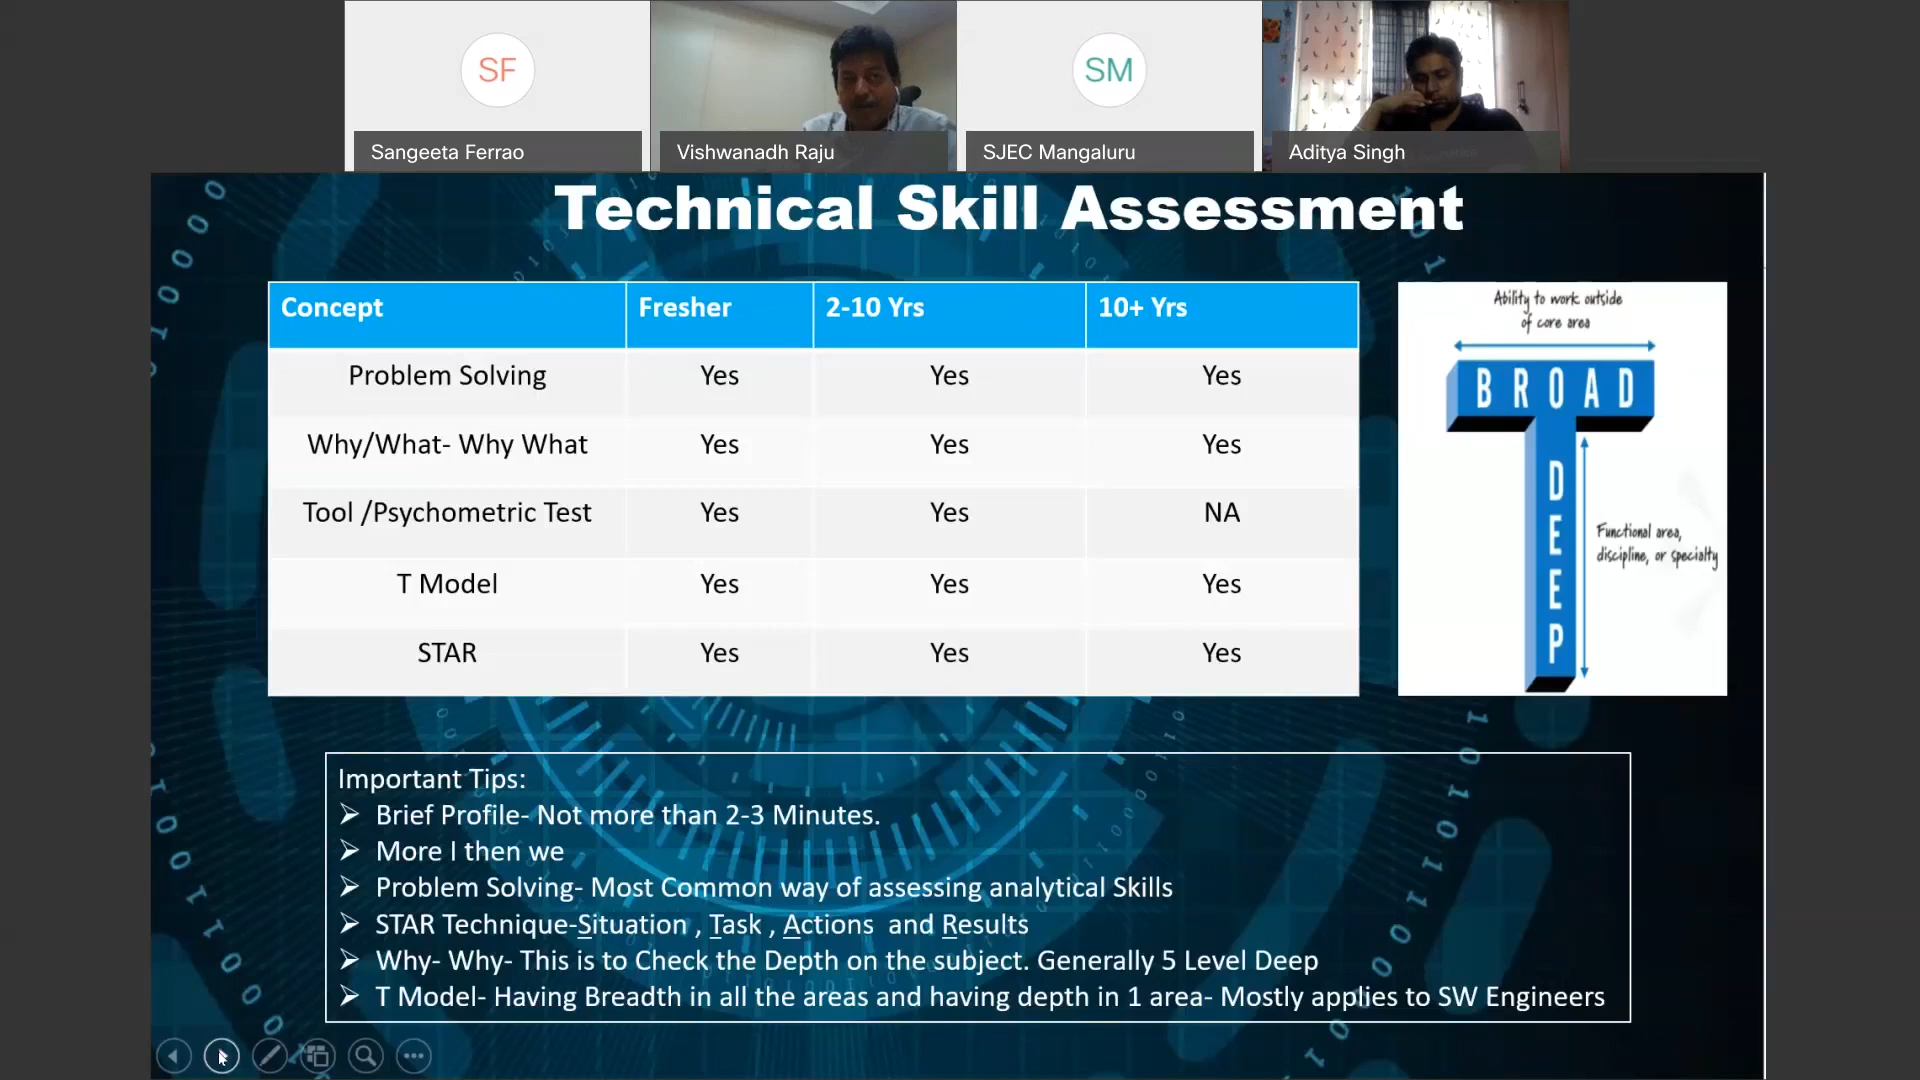 SF
SM
Sangeeta Ferrao
Vishwanadh Raju
SJEC Mangaluru
Aditya Singh
Technical Skill Assessment
Concept Fresher 2-10 Yrs 10+ Yrs
Problem Solving Yes Yes Yes
Why/What- Why What Yes Yes Yes
Tool /Psychometric Test Yes Yes NA
T Model Yes Yes Yes
STAR Yes Yes Yes
Ability to work outside
of core area
BROAD
DEEP
Functional area,
discipline, or specialty
Important Tips:
➢ Brief Profile- Not more than 2-3 Minutes.
➢ More I then we
➢ Problem Solving- Most Common way of assessing analytical Skills
➢ STAR Technique-Situation , Task , Actions and Results
➢ Why- Why- This is to Check the Depth on the subject. Generally 5 Level Deep
➢ T Model- Having Breadth in all the areas and having depth in 1 area- Mostly applies to SW Engineers